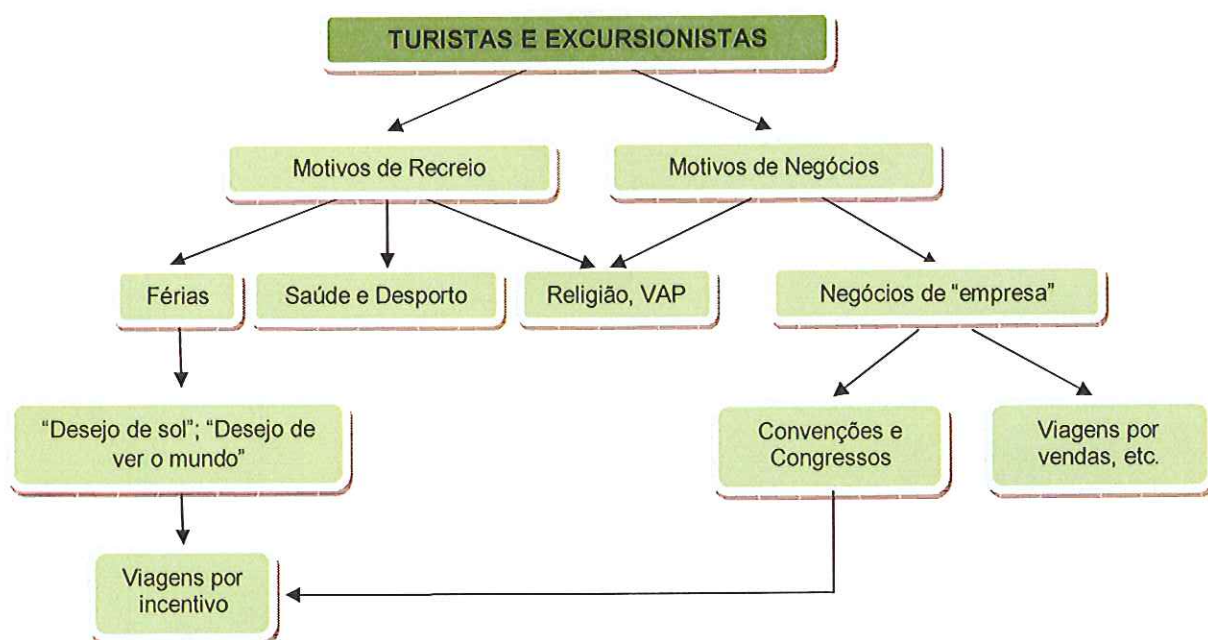 TURISTAS E EXCURSIONISTAS
Motivos de Recreio
Motivos de Negócios
Férias
Saúde e Desporto
Religião, VAP
Negócios de “empresa”
“Desejo de sol”; “Desejo de
ver o mundo”
Convenções e
Congressos
Viagens por
vendas, etc.
Viagens por
incentivo